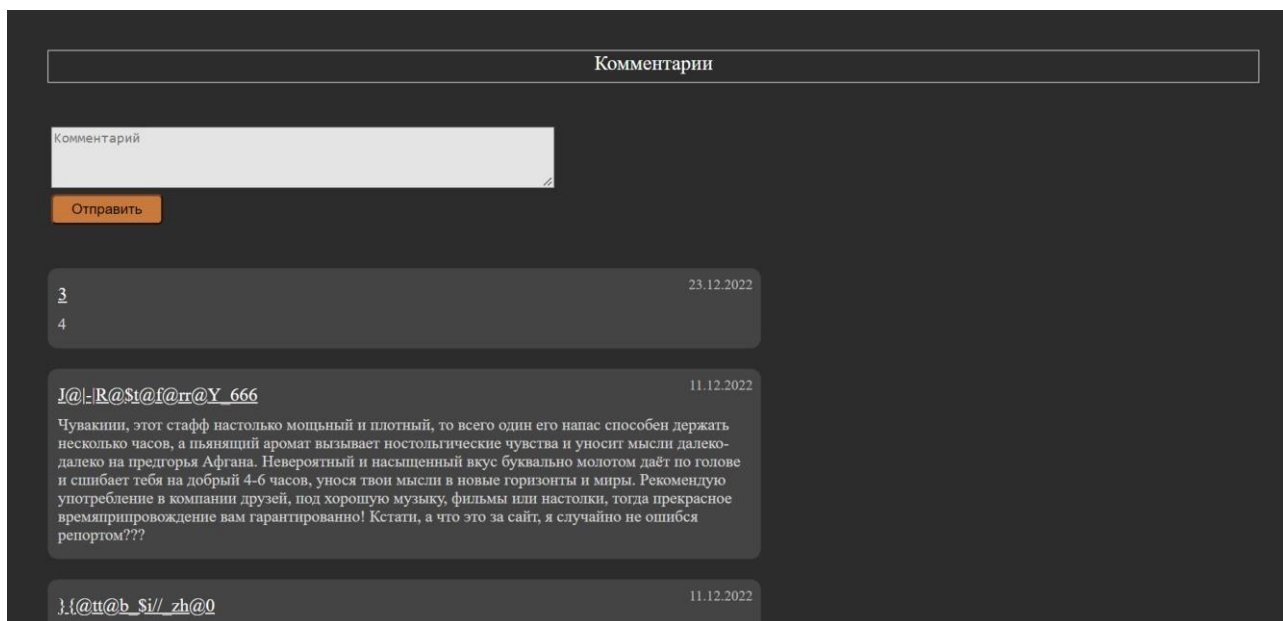 Комментарии
Комментарий
Отправить
3
23.12.2022
4
J@|-|R@$t@f@rr@Y_666
11.12.2022
Чувакиии, этот стафф настолько мощьный и плотный, то всего один его напас способен держать
несколько часов, а пьянящий аромат вызывает ностольгические чувства и уносит мысли далеко-
далеко на предгорья Афгана. Невероятный и насыщенный вкус буквально молотом даёт по голове
и сшибает тебя на добрый 4-6 часов, унося твои мысли в новые горизонты и миры. Рекомендую
употребление в компании друзей, под хорошую музыку, фильмы или настолки, тогда прекрасное
времяприпровождение вам гарантированно! Кстати, а что это за сайт, я случайно не ошибся
репортом???
}{@tt@b_$i//_zh@0
11.12.2022